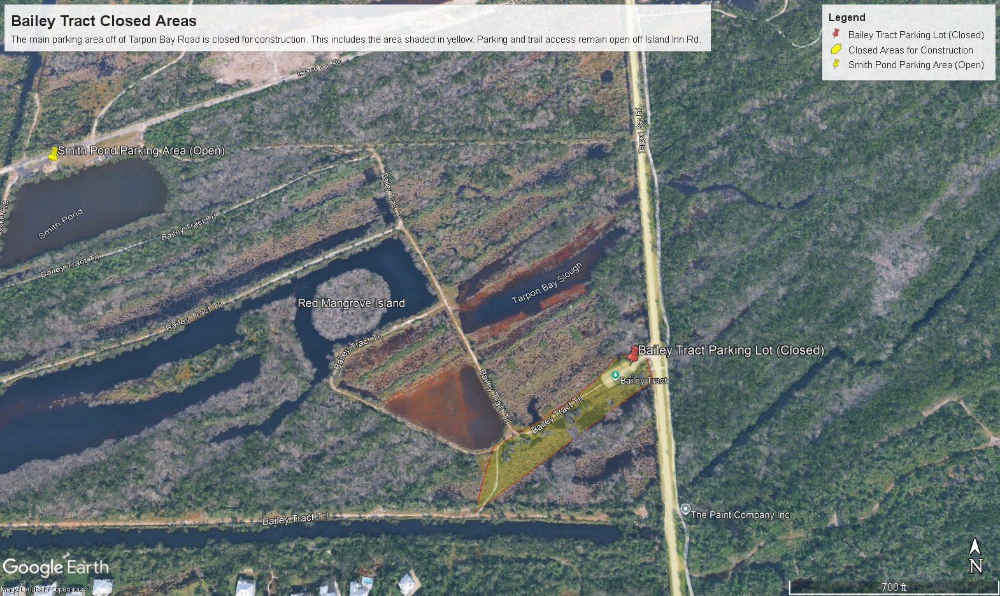 Bailey Tract Closed Areas
The main parking area off of Tarpon Bay Road is closed for construction. This includes the area shaded in yellow. Parking and trail access remain open off Island Inn Rd.
Legend
Bailey Tract Parking Lot (Closed)
Closed Areas for Construction
Smith Pond Parking Area (Open)
Island Inn Rd
Tarpon Bay Rd
Smith Pond Parking Area (Open)
Bailey Tract Trl
Smith Pond
Bailey Tract Trl
Bailey Tract Trl
Tarpon Bay Slough
Red Mangrove Island
Bailey Tract Trl
Bailey Tract Trl
Bailey Tract Parking Lot (Closed)
Bailey Tract
Bailey Tract Trl
Bailey Tract Trl
Bailey Tract Trl
The Paint Company Inc
N
Google Earth
700 ft
Image Landsat / Copernicus